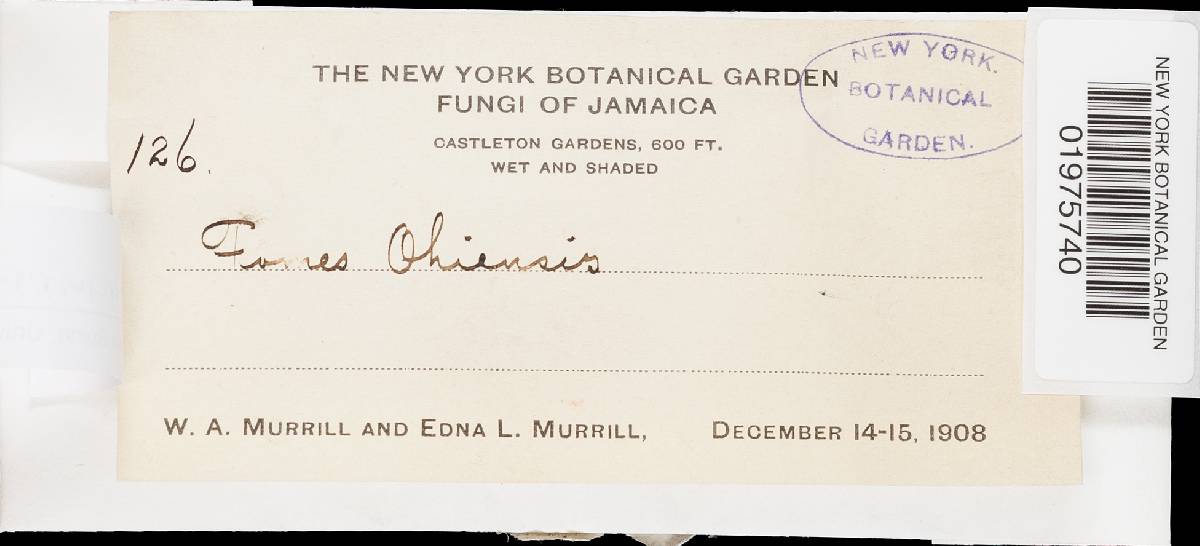 THE NEW YORK BOTANICAL GARDEN
FUNGI OF JAMAICA
CASTLETON GARDENS, 600 FT.
WET AND SHADED
126.
Fomes Ohiensis
W. A. MURRILL AND EDNA L. MURRILL, DECEMBER 14-15, 1908
NEW YORK.
BOTANICAL
GARDEN.
NEW YORK BOTANICAL GARDEN
01975740